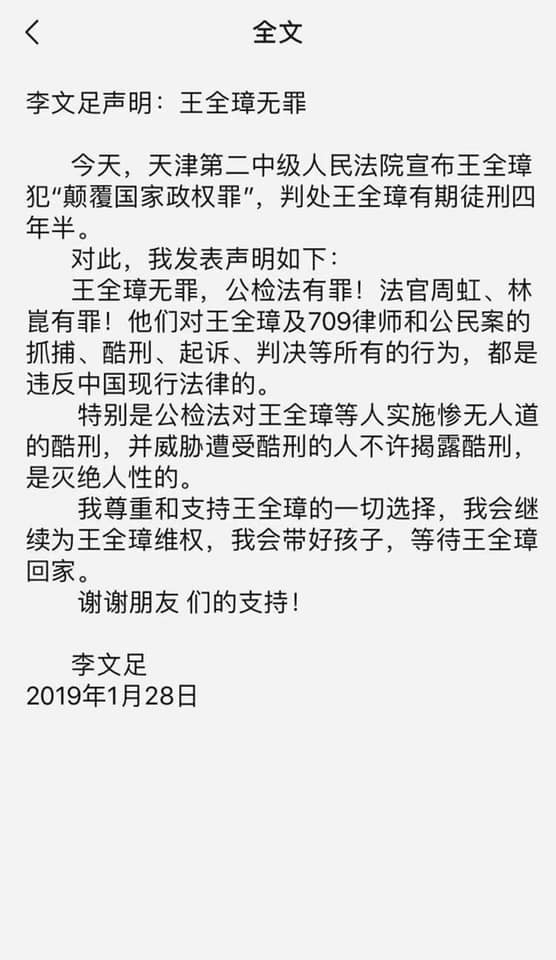 全文
李文足声明：王全璋无罪
今天，天津第二中级人民法院宣布王全璋
犯“颠覆国家政权罪”，判处王全璋有期徒刑四
年半。
对此，我发表声明如下：
王全璋无罪，公检法有罪！法官周虹、林
崑有罪！他们对王全璋及709律师和公民案的
抓捕、酷刑、起诉、判决等所有的行为，都是
违反中国现行法律的。
特别是公检法对王全璋等人实施惨无人道
的酷刑，并威胁遭受酷刑的人不许揭露酷刑，
是灭绝人性的。
我尊重和支持王全璋的一切选择，我会继
续为王全璋维权，我会带好孩子，等待王全璋
回家。
谢谢朋友 们的支持！
李文足
2019年1月28日